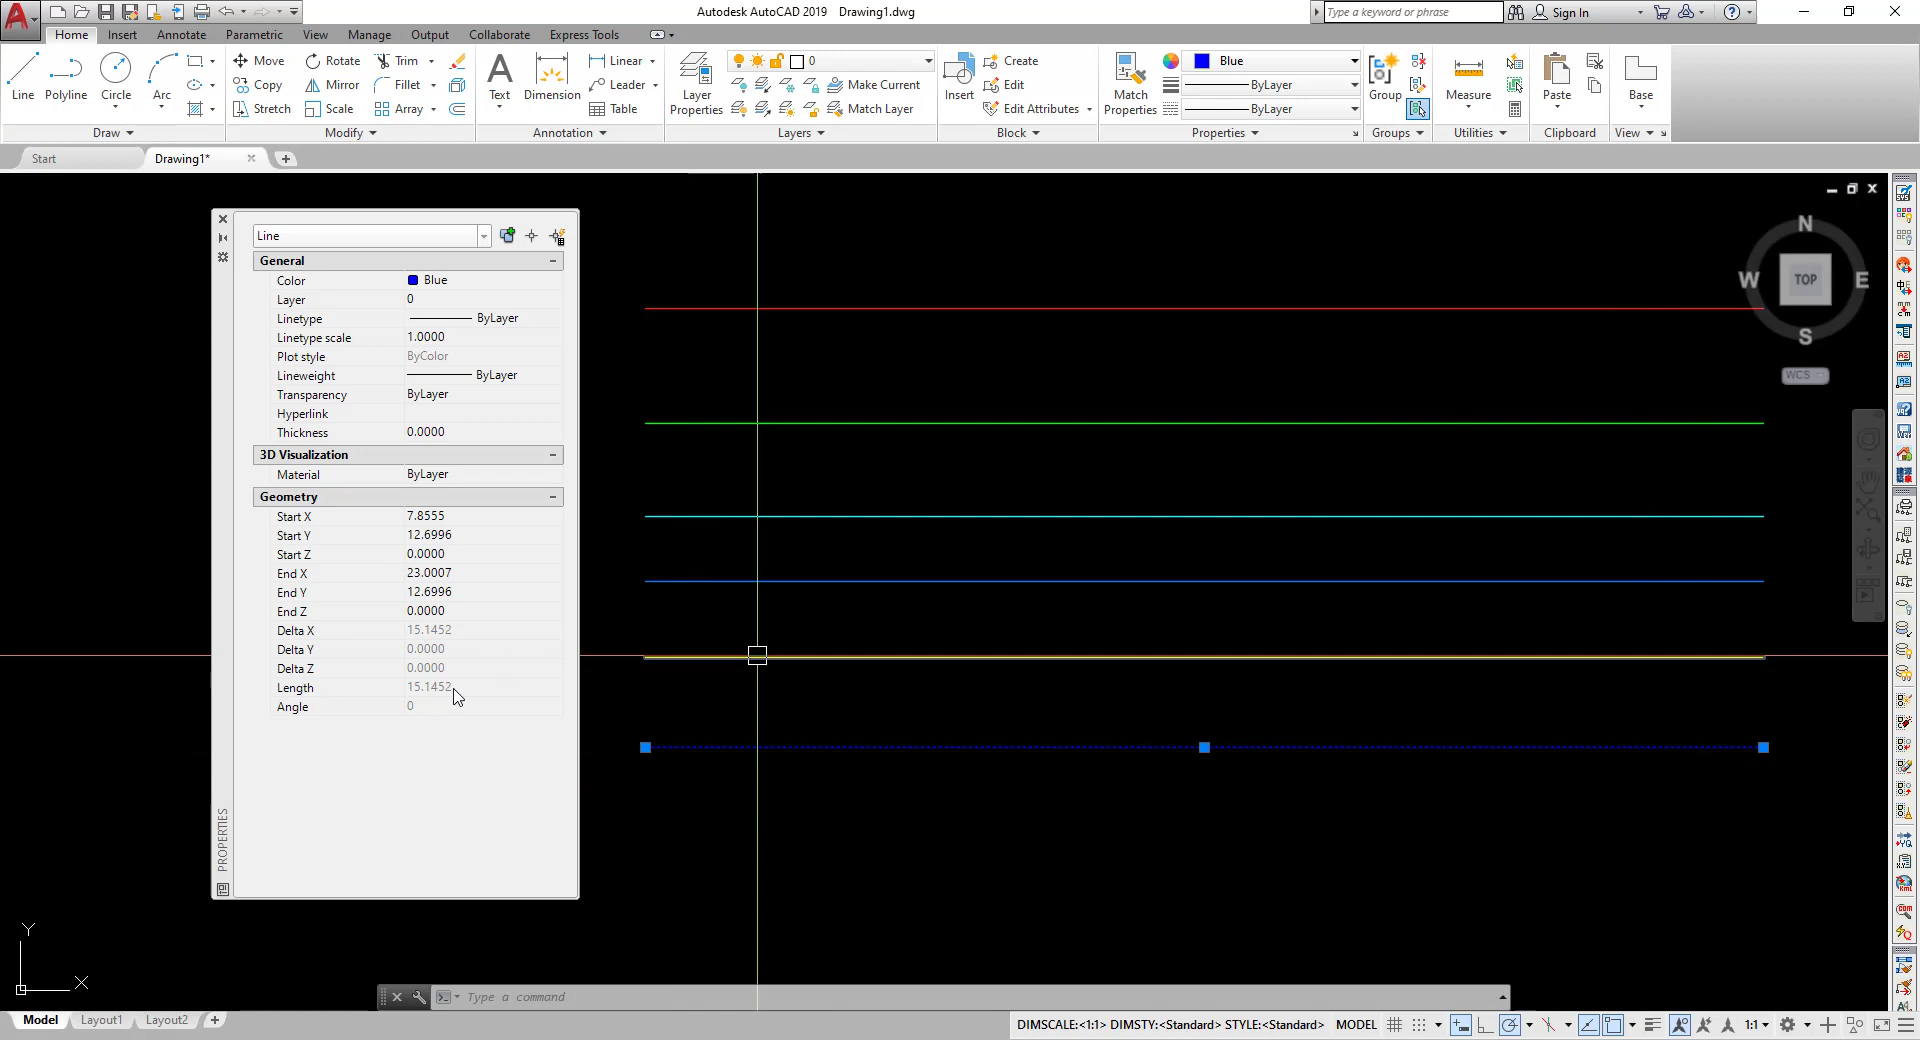 Autodesk AutoCAD 2019 Drawing1.dwg
Type a keyword or phrase
Sign In
Home Insert Annotate Parametric View Manage Output Collaborate Express Tools
Line Polyline Circle Arc
Move Rotate Trim
Copy Mirror Fillet
Stretch Scale Array
Text Dimension
Linear
Leader
Table
Layer Properties
0
Make Current
Match Layer
Insert
Create
Edit
Edit Attributes
Match Properties
Blue
ByLayer
ByLayer
Group
Measure
Paste
Base
Draw Modify Annotation Layers Block Properties Groups Utilities Clipboard View
Start Drawing1*
Line
General
Color Blue
Layer 0
Linetype ByLayer
Linetype scale 1.0000
Plot style ByColor
Lineweight ByLayer
Transparency ByLayer
Hyperlink
Thickness 0.0000
3D Visualization
Material ByLayer
Geometry
Start X 7.8555
Start Y 12.6996
Start Z 0.0000
End X 23.0007
End Y 12.6996
End Z 0.0000
Delta X 15.1452
Delta Y 0.0000
Delta Z 0.0000
Length 15.1452
Angle 0
PROPERTIES
N
W TOP E
S
WCS
Y
X
Type a command
Model Layout1 Layout2
DIMSCALE:<1:1> DIMSTY:<Standard> STYLE:<Standard> MODEL 1:1